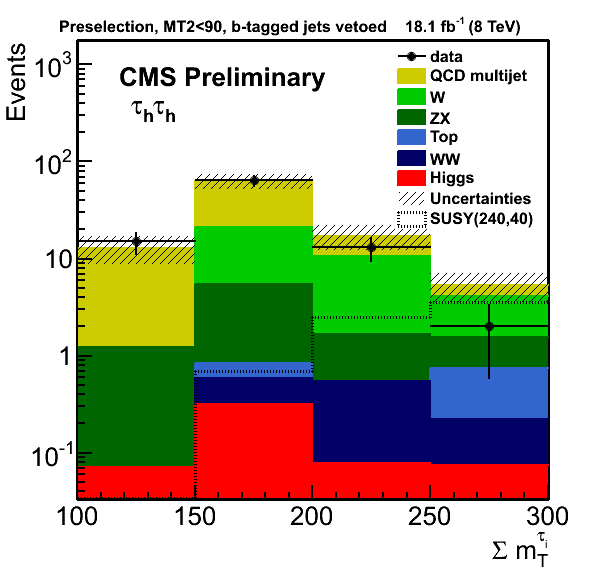 Preselection, MT2<90, b-tagged jets vetoed 18.1 fb⁻¹ (8 TeV)
Events
CMS Preliminary
τhτh
data
QCD multijet
W
ZX
Top
WW
Higgs
Uncertainties
SUSY(240,40)
10³
10²
10
1
10⁻¹
100 150 200 250 300
Σ m_T^{τ_i}